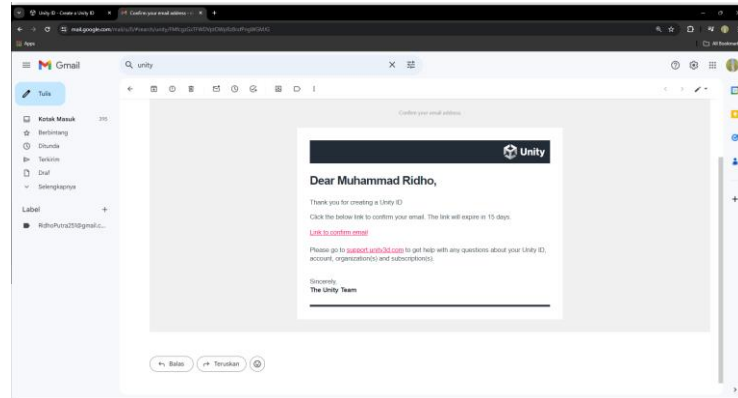 Unity ID - Create a Unity ID
Confirm your email address
Apps
All Bookmarks
Gmail
unity
Tulis
Kotak Masuk
Berbintang
Ditunda
Terkirim
Draf
Selengkapnya
Label
Confirm your email address
Unity
Dear Muhammad Ridho,
Thank you for creating a Unity ID
Click the below link to confirm your email. The link will expire in 15 days.
Link to confirm email
Please go to support.unity3d.com to get help with any questions about your Unity ID,
account, organization(s) and subscription(s).
Sincerely,
The Unity Team
Balas
Teruskan